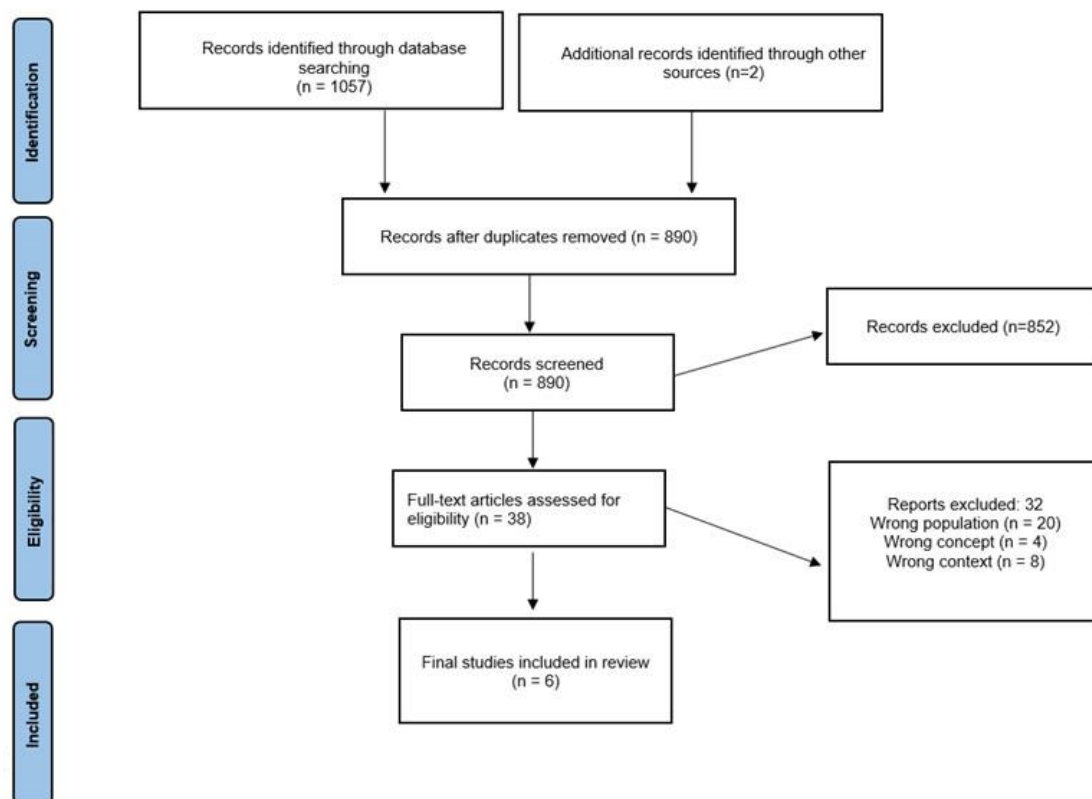 Identification
Records identified through database
searching
(n = 1057)
Additional records identified through other
sources (n=2)
Screening
Records after duplicates removed (n = 890)
Records screened
(n = 890)
Records excluded (n=852)
Eligibility
Full-text articles assessed for
eligibility (n = 38)
Reports excluded: 32
Wrong population (n = 20)
Wrong concept (n = 4)
Wrong context (n = 8)
Included
Final studies included in review
(n = 6)